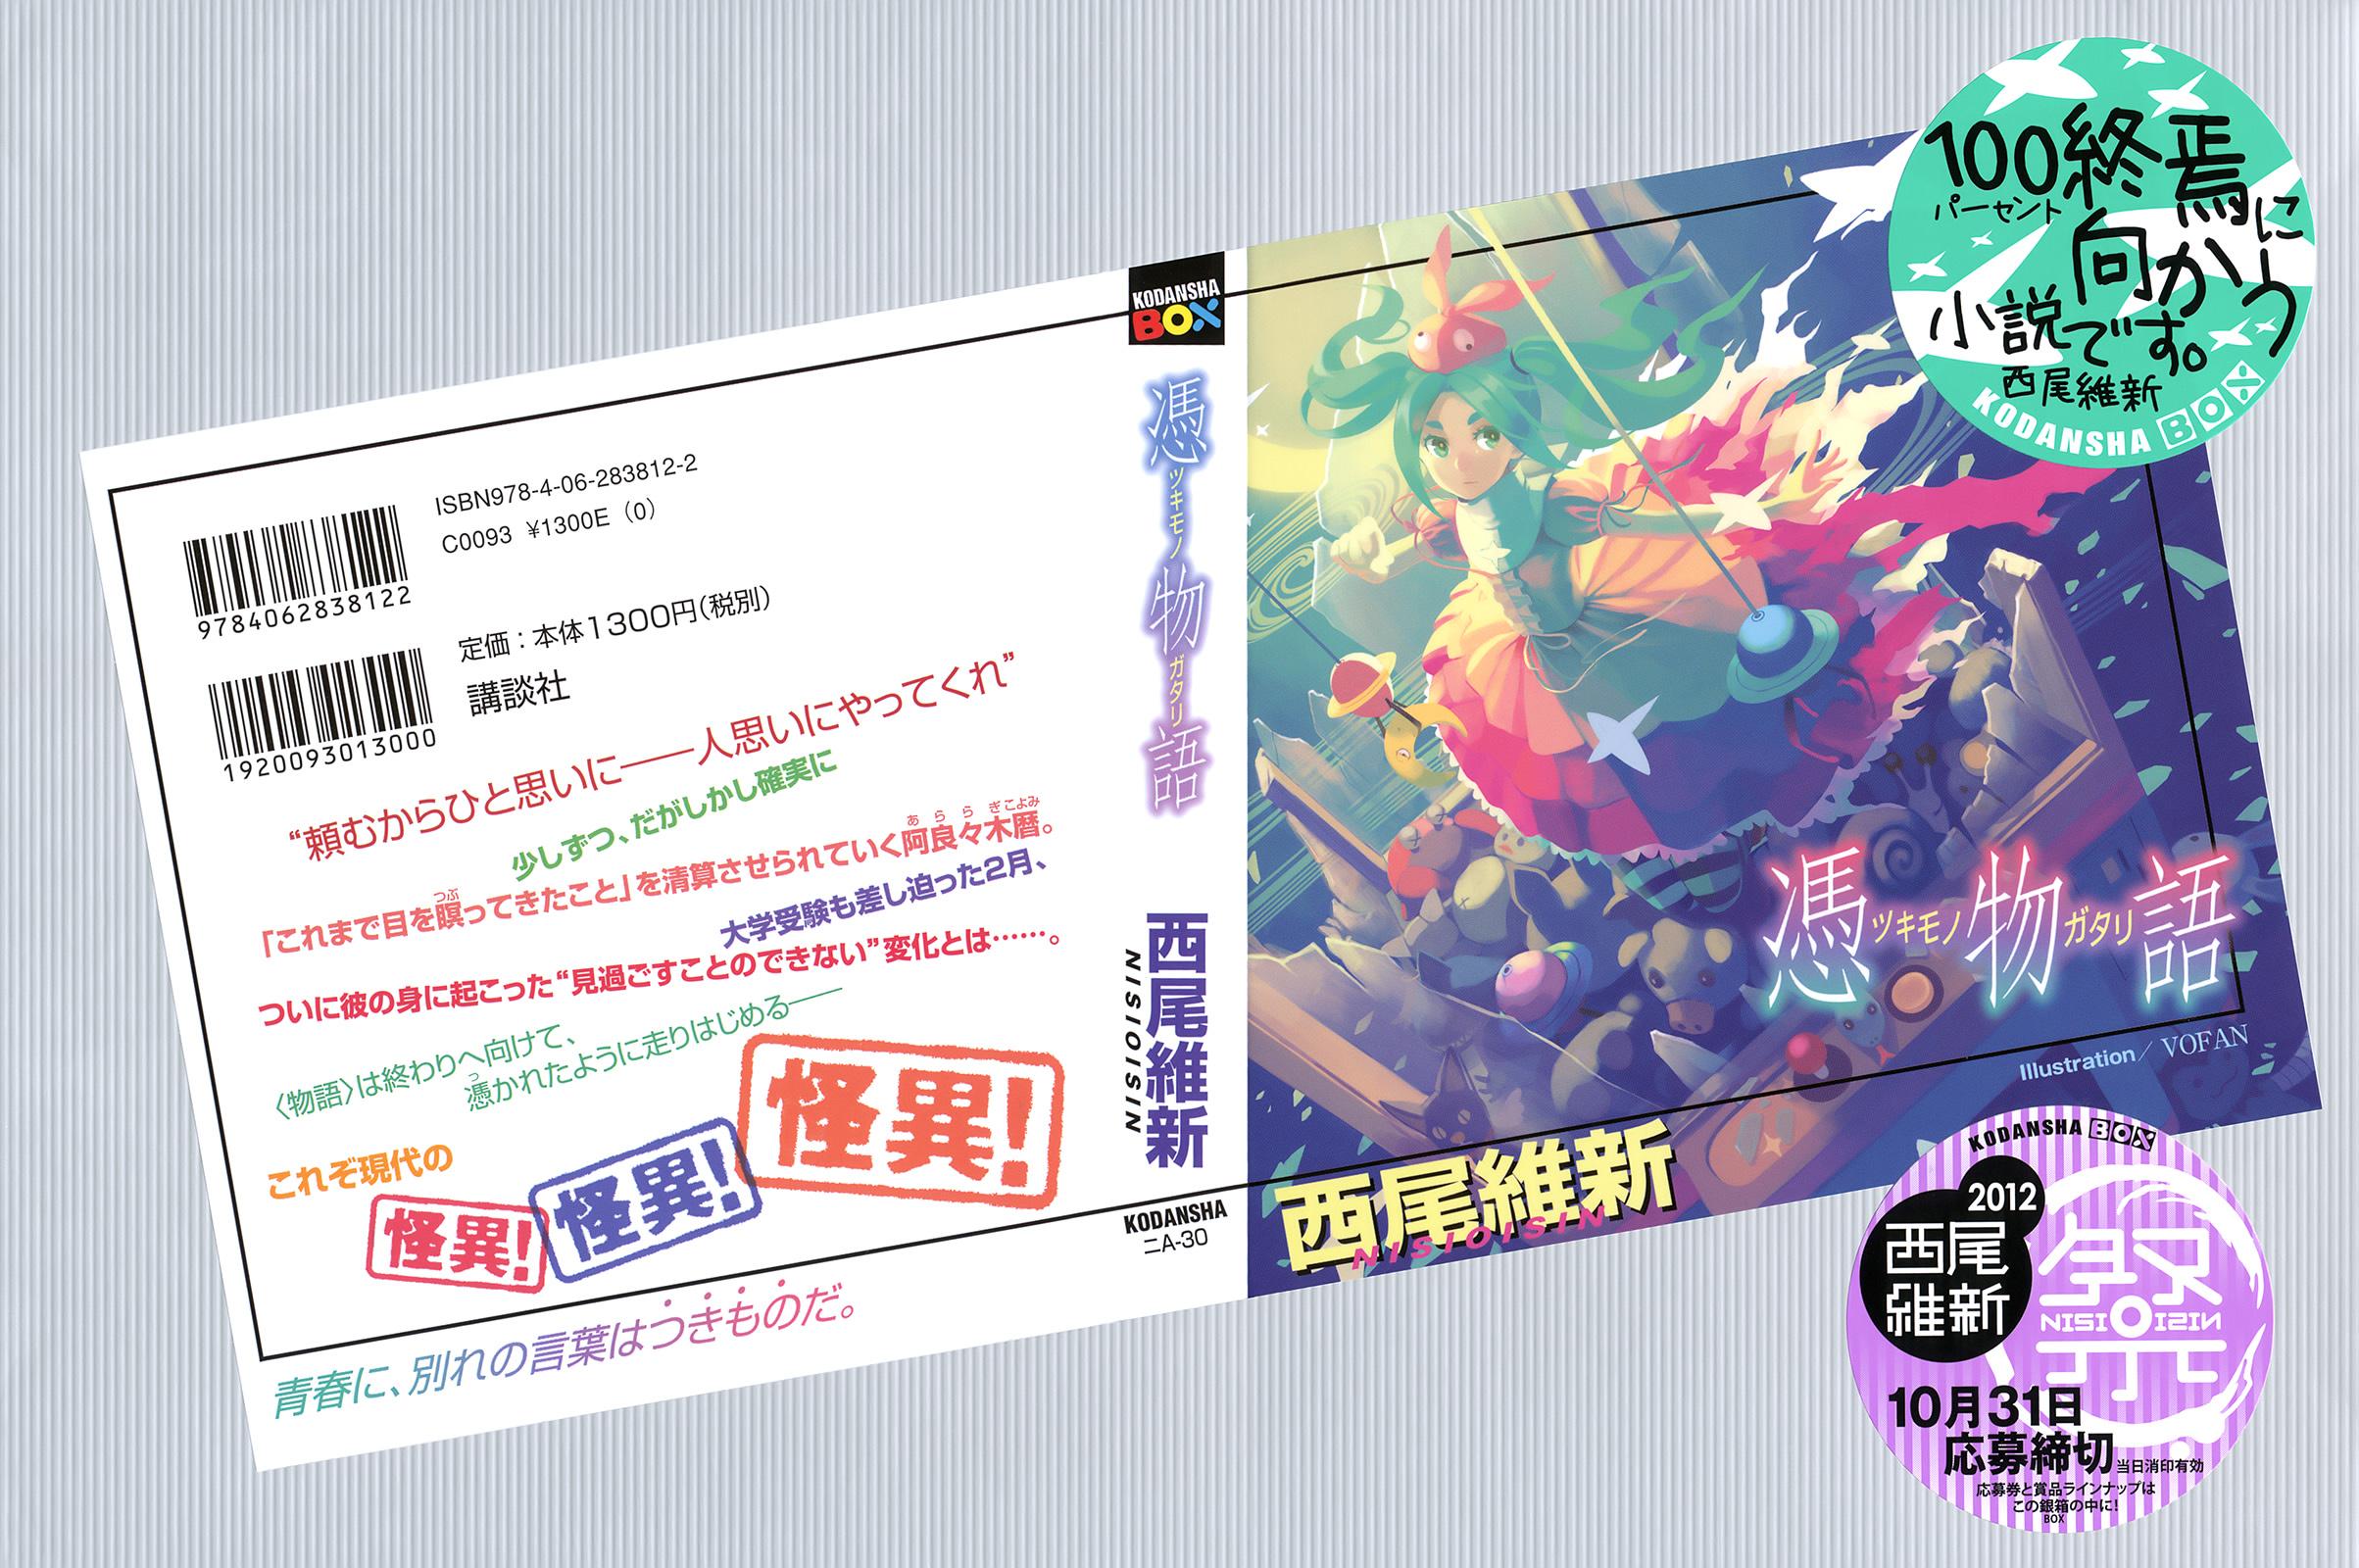 ISBN978-4-06-283812-2
C0093 ¥1300E (0)
9784062838122
定価：本体1300円(税別)
講談社
1920093013000
“頼むからひと思いに――人思いにやってくれ”
少しずつ、だがしかし確実に
「これまで目を瞑ってきたこと」を清算させられていく阿良々木暦。
つぶ
あららぎこよみ
大学受験も差し迫った2月、
ついに彼の身に起こった“見過ごすことのできない”変化とは……。
〈物語〉は終わりへ向けて、
憑かれたように走りはじめる――
っ
これぞ現代の
怪異!
怪異!
怪異!
青春に、別れの言葉はつきものだ。
KODANSHA
BOX
憑物語
ツキモノガタリ
西尾維新
NISIOISIN
KODANSHA
ニA-30
憑物語
ツキモノガタリ
Illustration／VOFAN
西尾維新
NISIOISIN
100終焉に
パーセント
向かう
小説です。
西尾維新
KODANSHA BOX
KODANSHA BOX
2012
西尾
維新
祭
NISIOISIN
10月31日
応募締切
当日消印有効
応募券と賞品ラインナップは
この銀箱の中に!
BOX